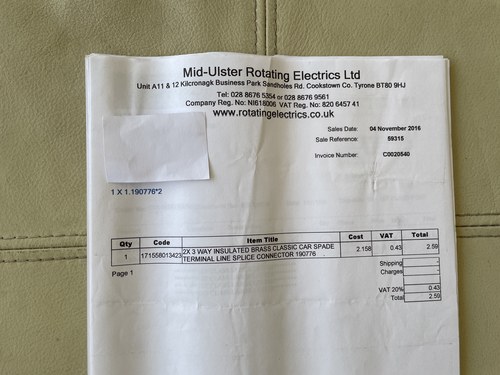 Mid-Ulster Rotating Electrics Ltd
Unit A11 & 12 Kilcronagk Business Park Sandholes Rd. Cookstown Co. Tyrone BT80 9HJ
Tel: 028 8676 5354 or 028 8676 9561
Company Reg. No: NI618006 VAT Reg. No: 820 6457 41
www.rotatingelectrics.co.uk
Sales Date: 04 November 2016
Sale Reference: 59315
Invoice Number: C0020540
1 X 1.190776*2
Qty Code Item Title Cost VAT Total
1 171558013423 2X 3 WAY INSULATED BRASS CLASSIC CAR SPADE 2.158 0.43 2.59
TERMINAL LINE SPLICE CONNECTOR 190776 .
Shipping -
Page 1 Charges -
VAT 20% 0.43
Total 2.59